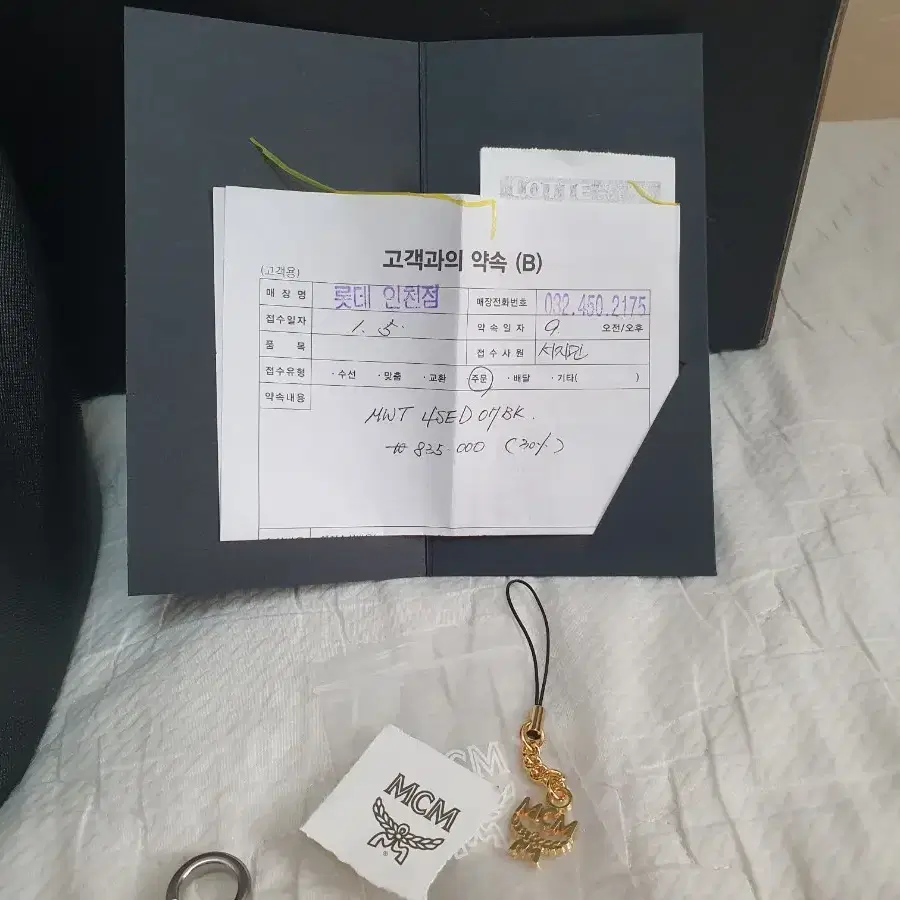 LOTTE
고객과의 약속 (B)
(고객용)
매 장 명 롯데 인천점 매장전화번호 032.450.2175
접수일자 1. 5. 약속일자 9. 오전/오후
품 목 접수사원 서지민
접수유형 · 수선 · 맞춤 · 교환 · 주문 · 배달 · 기타( )
약속내용
MWT 4SED 07BK.
₩ 835.000 (30%)
MCM
MCM
MCM